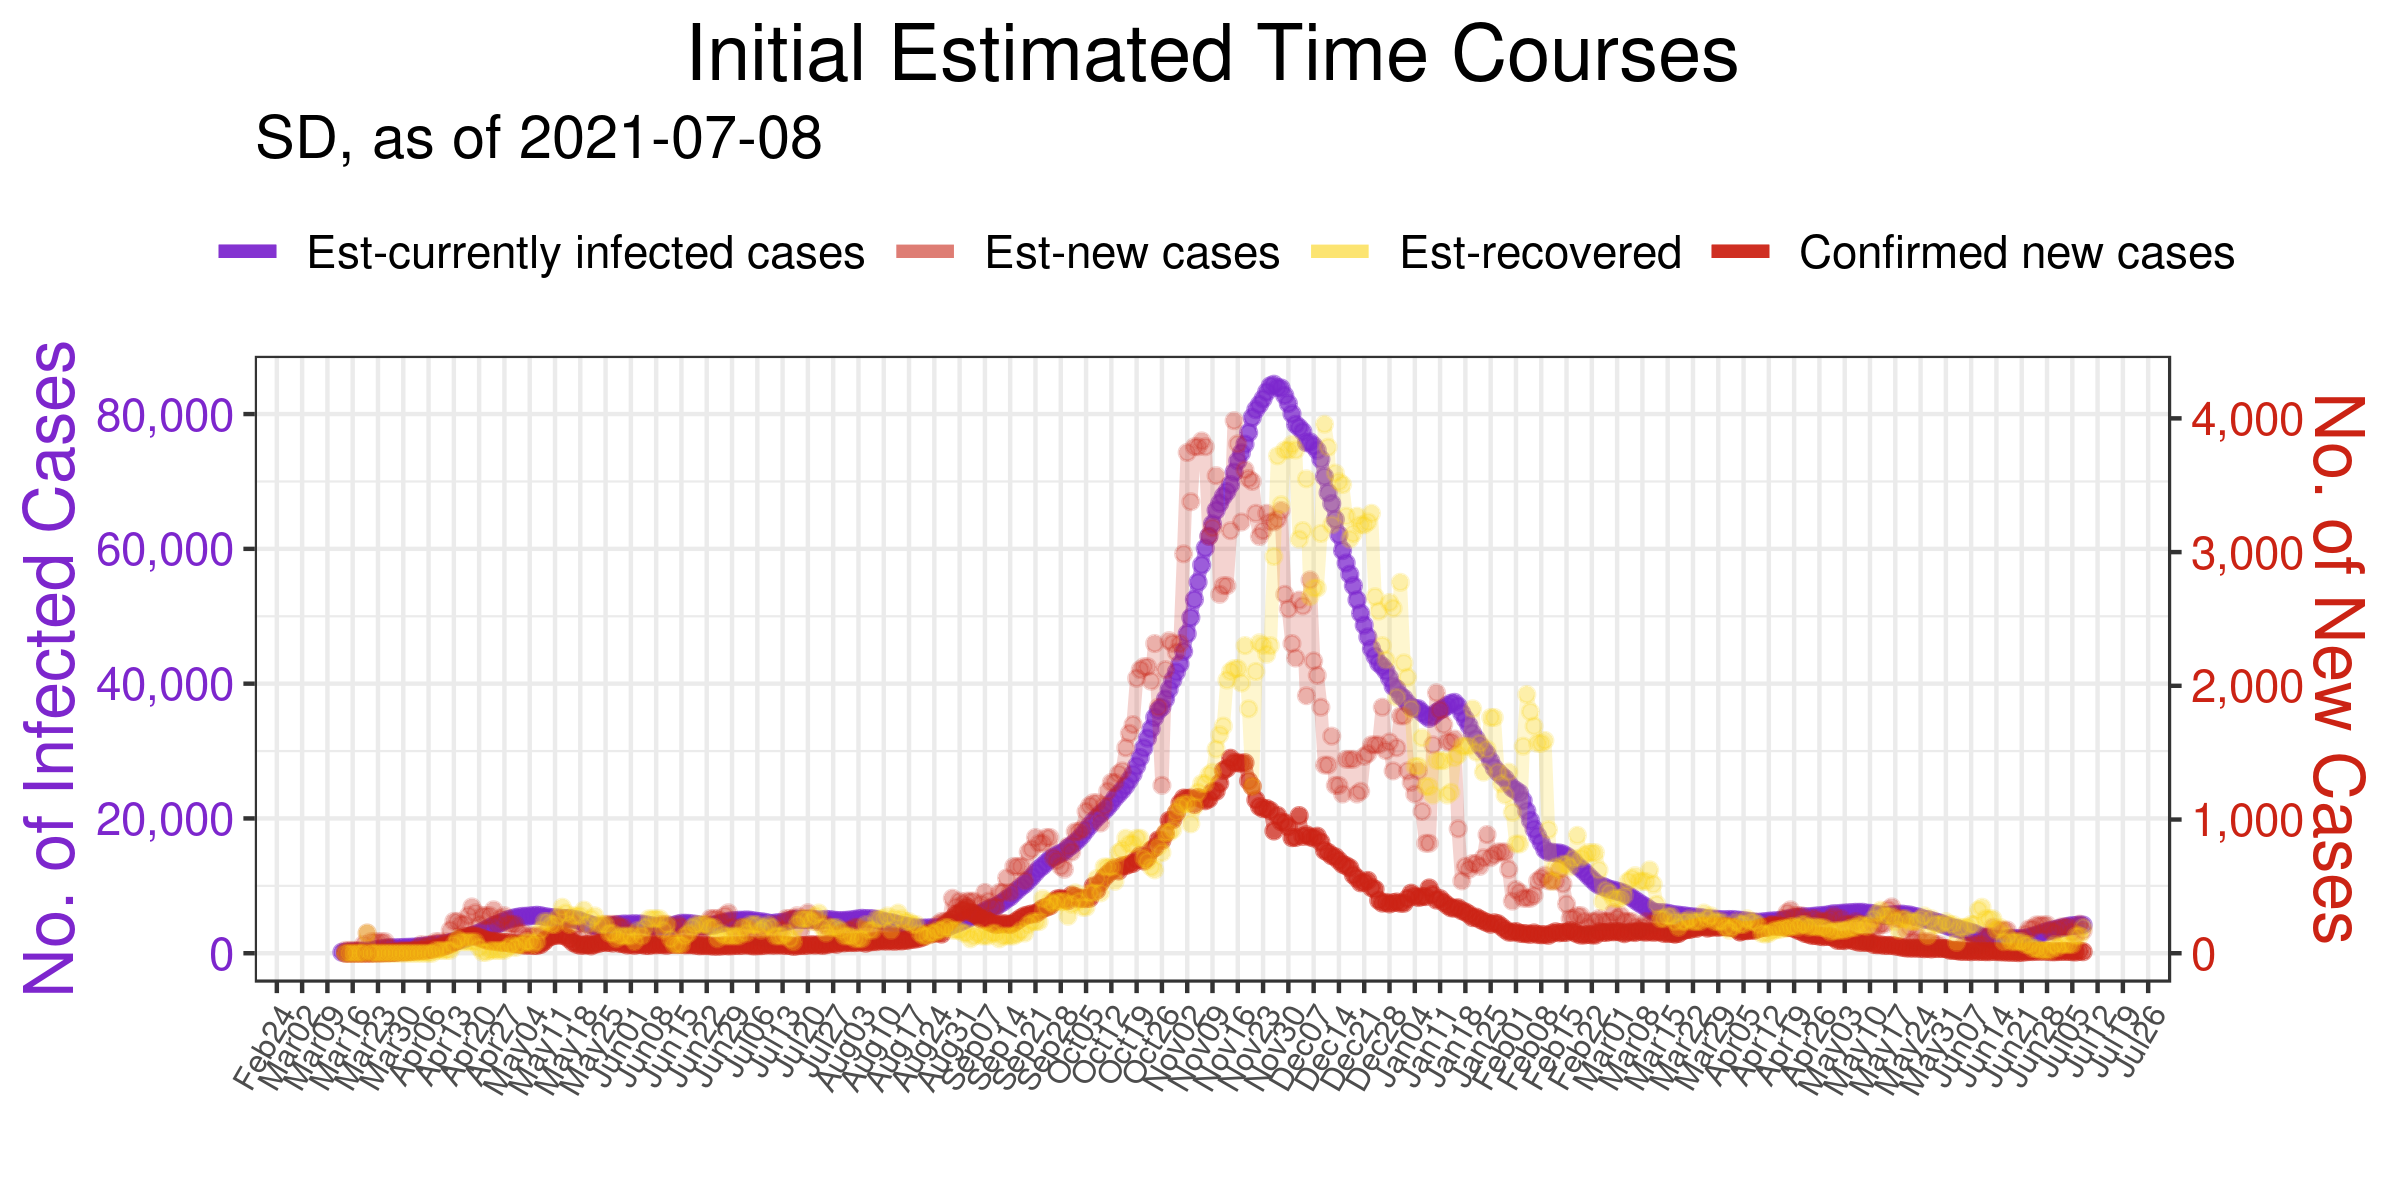 Initial Estimated Time Courses
SD, as of 2021-07-08
Est-currently infected cases
Est-new cases
Est-recovered
Confirmed new cases
No. of Infected Cases
80,000
60,000
40,000
20,000
0
4,000
3,000
2,000
1,000
0
No. of New Cases
Feb24
Mar02
Mar09
Mar16
Mar23
Mar30
Apr06
Apr13
Apr20
Apr27
May04
May11
May18
May25
Jun01
Jun08
Jun15
Jun22
Jun29
Jul06
Jul13
Jul20
Jul27
Aug03
Aug10
Aug17
Aug24
Aug31
Sep07
Sep14
Sep21
Sep28
Oct05
Oct12
Oct19
Oct26
Nov02
Nov09
Nov16
Nov23
Nov30
Dec07
Dec14
Dec21
Dec28
Jan04
Jan11
Jan18
Jan25
Feb01
Feb08
Feb15
Feb22
Mar01
Mar08
Mar15
Mar22
Mar29
Apr05
Apr12
Apr19
Apr26
May03
May10
May17
May24
May31
Jun07
Jun14
Jun21
Jun28
Jul05
Jul12
Jul19
Jul26